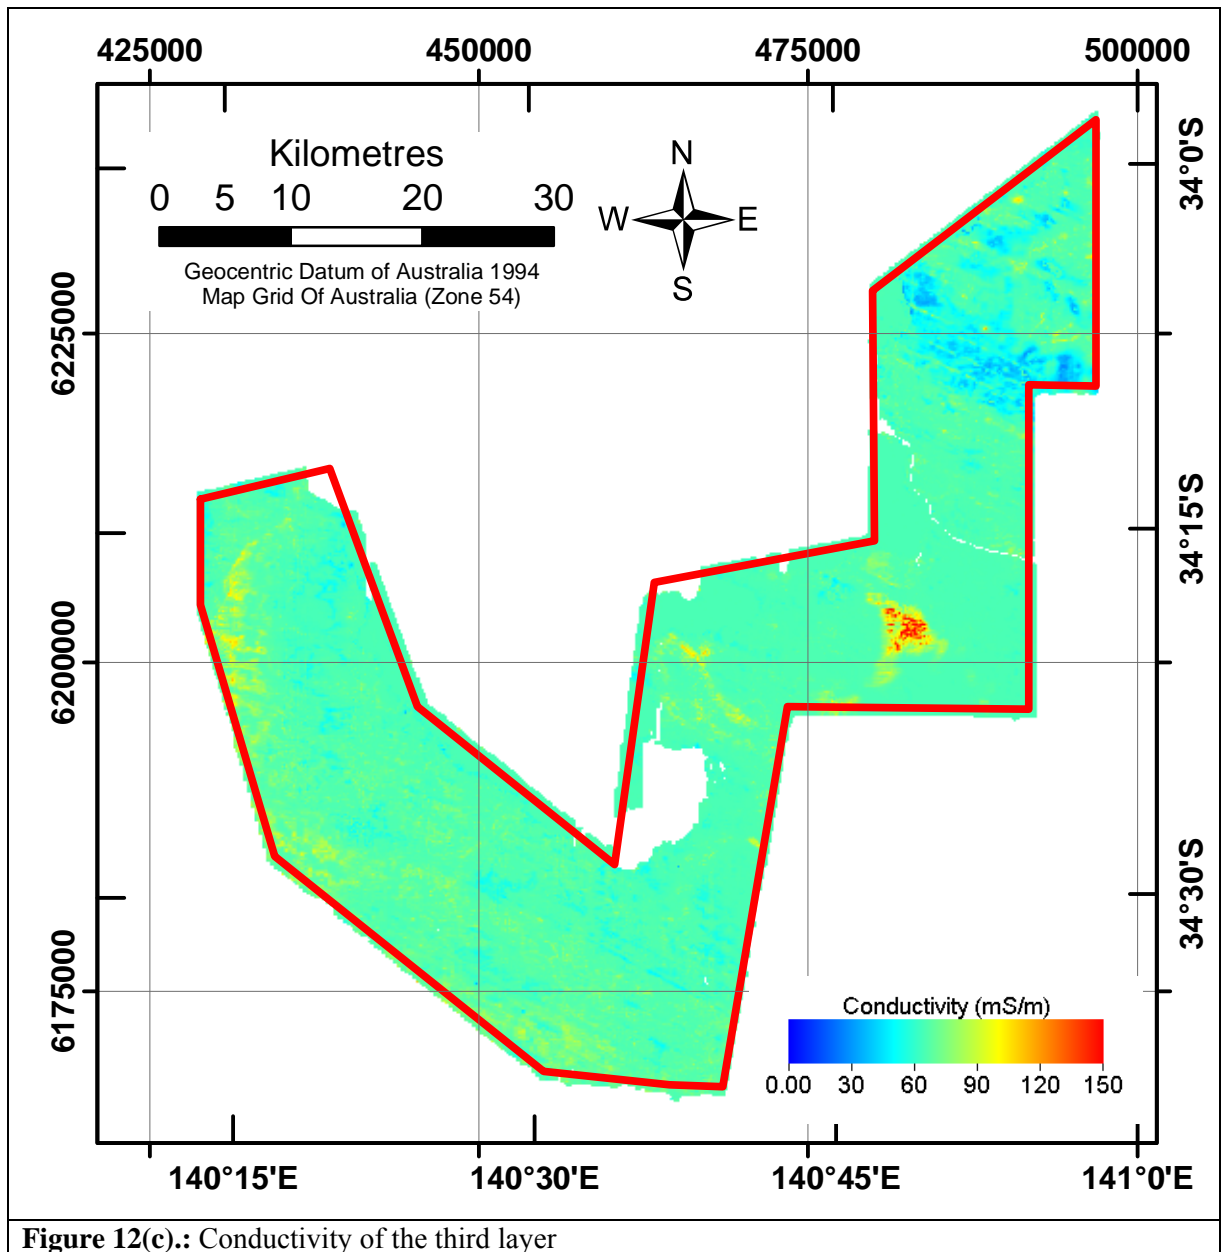 425000 450000 475000 500000
Kilometres
0 5 10 20 30
N
W E
S
Geocentric Datum of Australia 1994
Map Grid Of Australia (Zone 54)
34°0'S
6225000
34°15'S
6200000
34°30'S
6175000
Conductivity (mS/m)
0.00 30 60 90 120 150
140°15'E 140°30'E 140°45'E 141°0'E
Figure 12(c).: Conductivity of the third layer